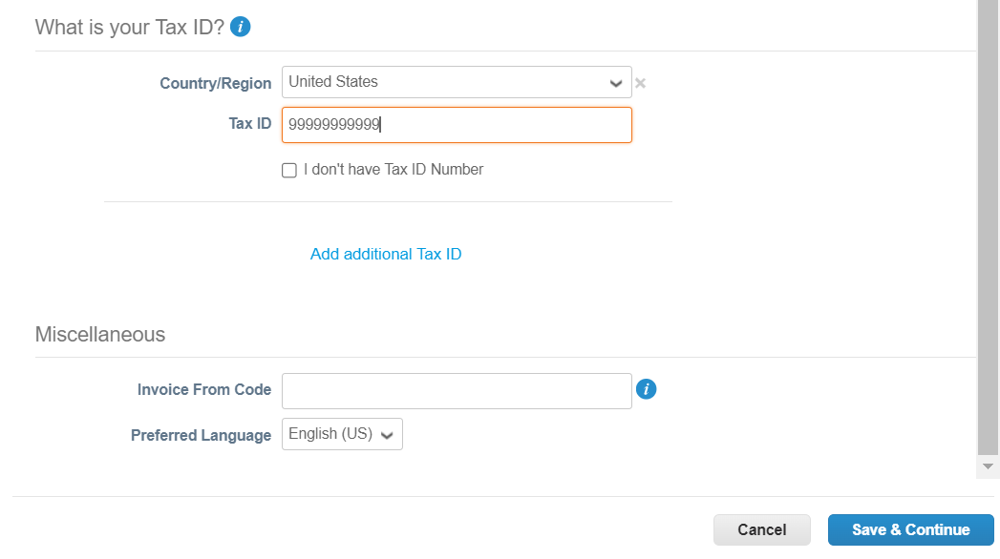 What is your Tax ID? i
Country/Region United States
Tax ID 99999999999
I don't have Tax ID Number
Add additional Tax ID
Miscellaneous
Invoice From Code i
Preferred Language English (US)
Cancel Save & Continue